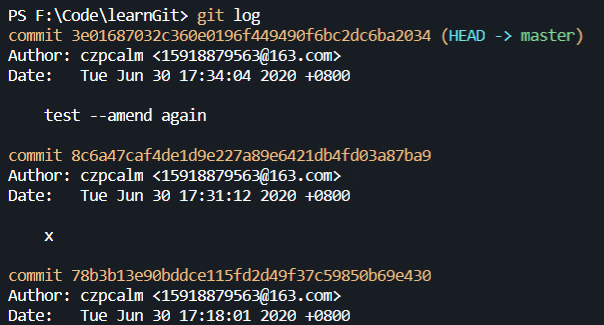 PS F:\Code\learnGit> git log
commit 3e01687032c360e0196f449490f6bc2dc6ba2034 (HEAD -> master)
Author: czpcalm <15918879563@163.com>
Date:   Tue Jun 30 17:34:04 2020 +0800
    test --amend again
commit 8c6a47caf4de1d9e227a89e6421db4fd03a87ba9
Author: czpcalm <15918879563@163.com>
Date:   Tue Jun 30 17:31:12 2020 +0800
    x
commit 78b3b13e90bddce115fd2d49f37c59850b69e430
Author: czpcalm <15918879563@163.com>
Date:   Tue Jun 30 17:18:01 2020 +0800